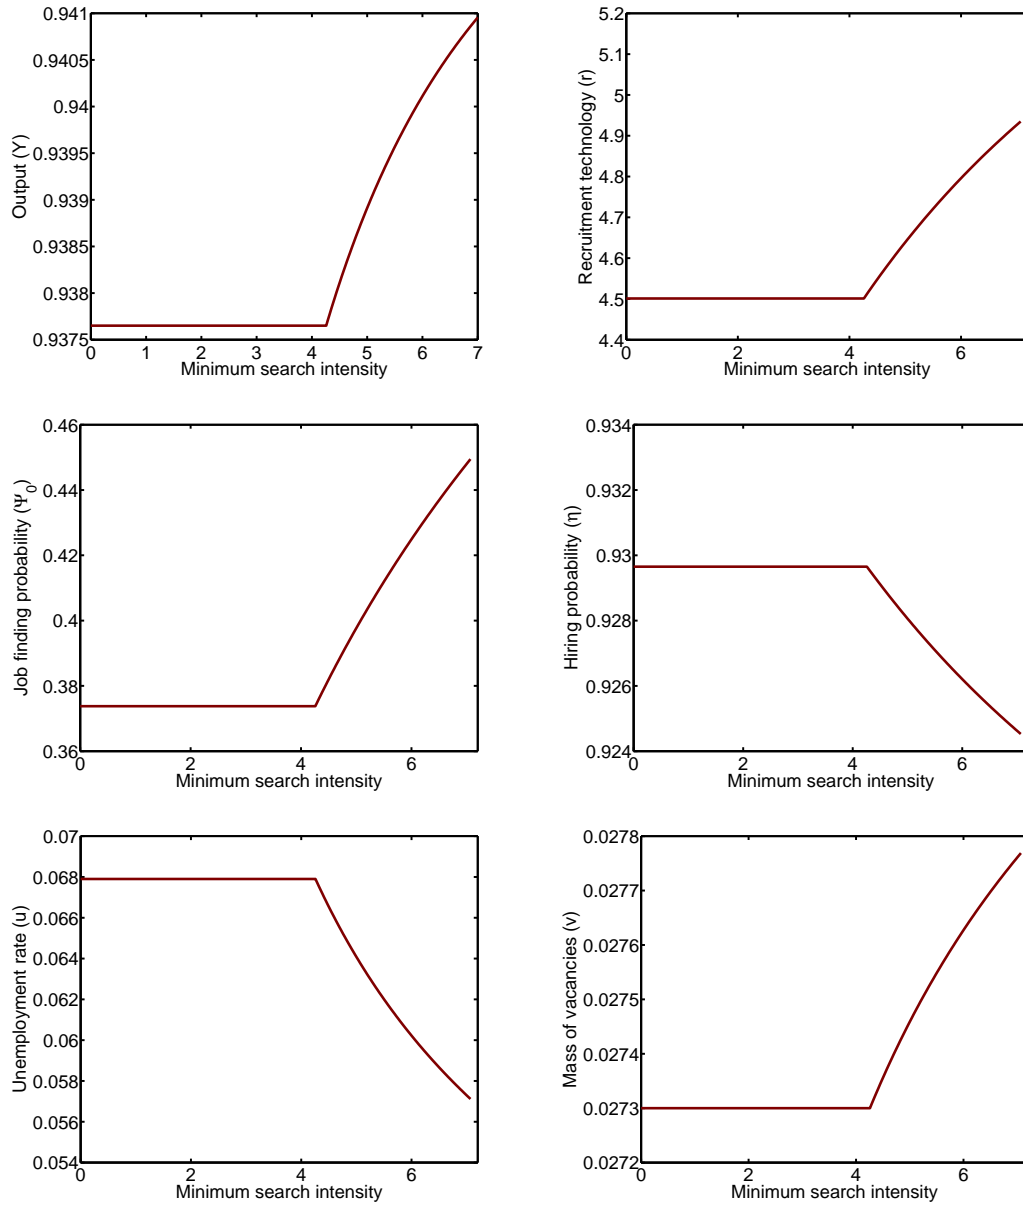 Output (Y)
0.941
0.9405
0.94
0.9395
0.939
0.9385
0.938
0.9375
0 1 2 3 4 5 6 7
Minimum search intensity
Recruitment technology (r)
5.2
5.1
5
4.9
4.8
4.7
4.6
4.5
4.4
0 2 4 6
Minimum search intensity
Job finding probability (Ψ_0)
0.46
0.44
0.42
0.4
0.38
0.36
0 2 4 6
Minimum search intensity
Hiring probability (η)
0.934
0.932
0.93
0.928
0.926
0.924
0 2 4 6
Minimum search intensity
Unemployment rate (u)
0.07
0.068
0.066
0.064
0.062
0.06
0.058
0.056
0.054
0 2 4 6
Minimum search intensity
Mass of vacancies (v)
0.0278
0.0277
0.0276
0.0275
0.0274
0.0273
0.0272
0 2 4 6
Minimum search intensity